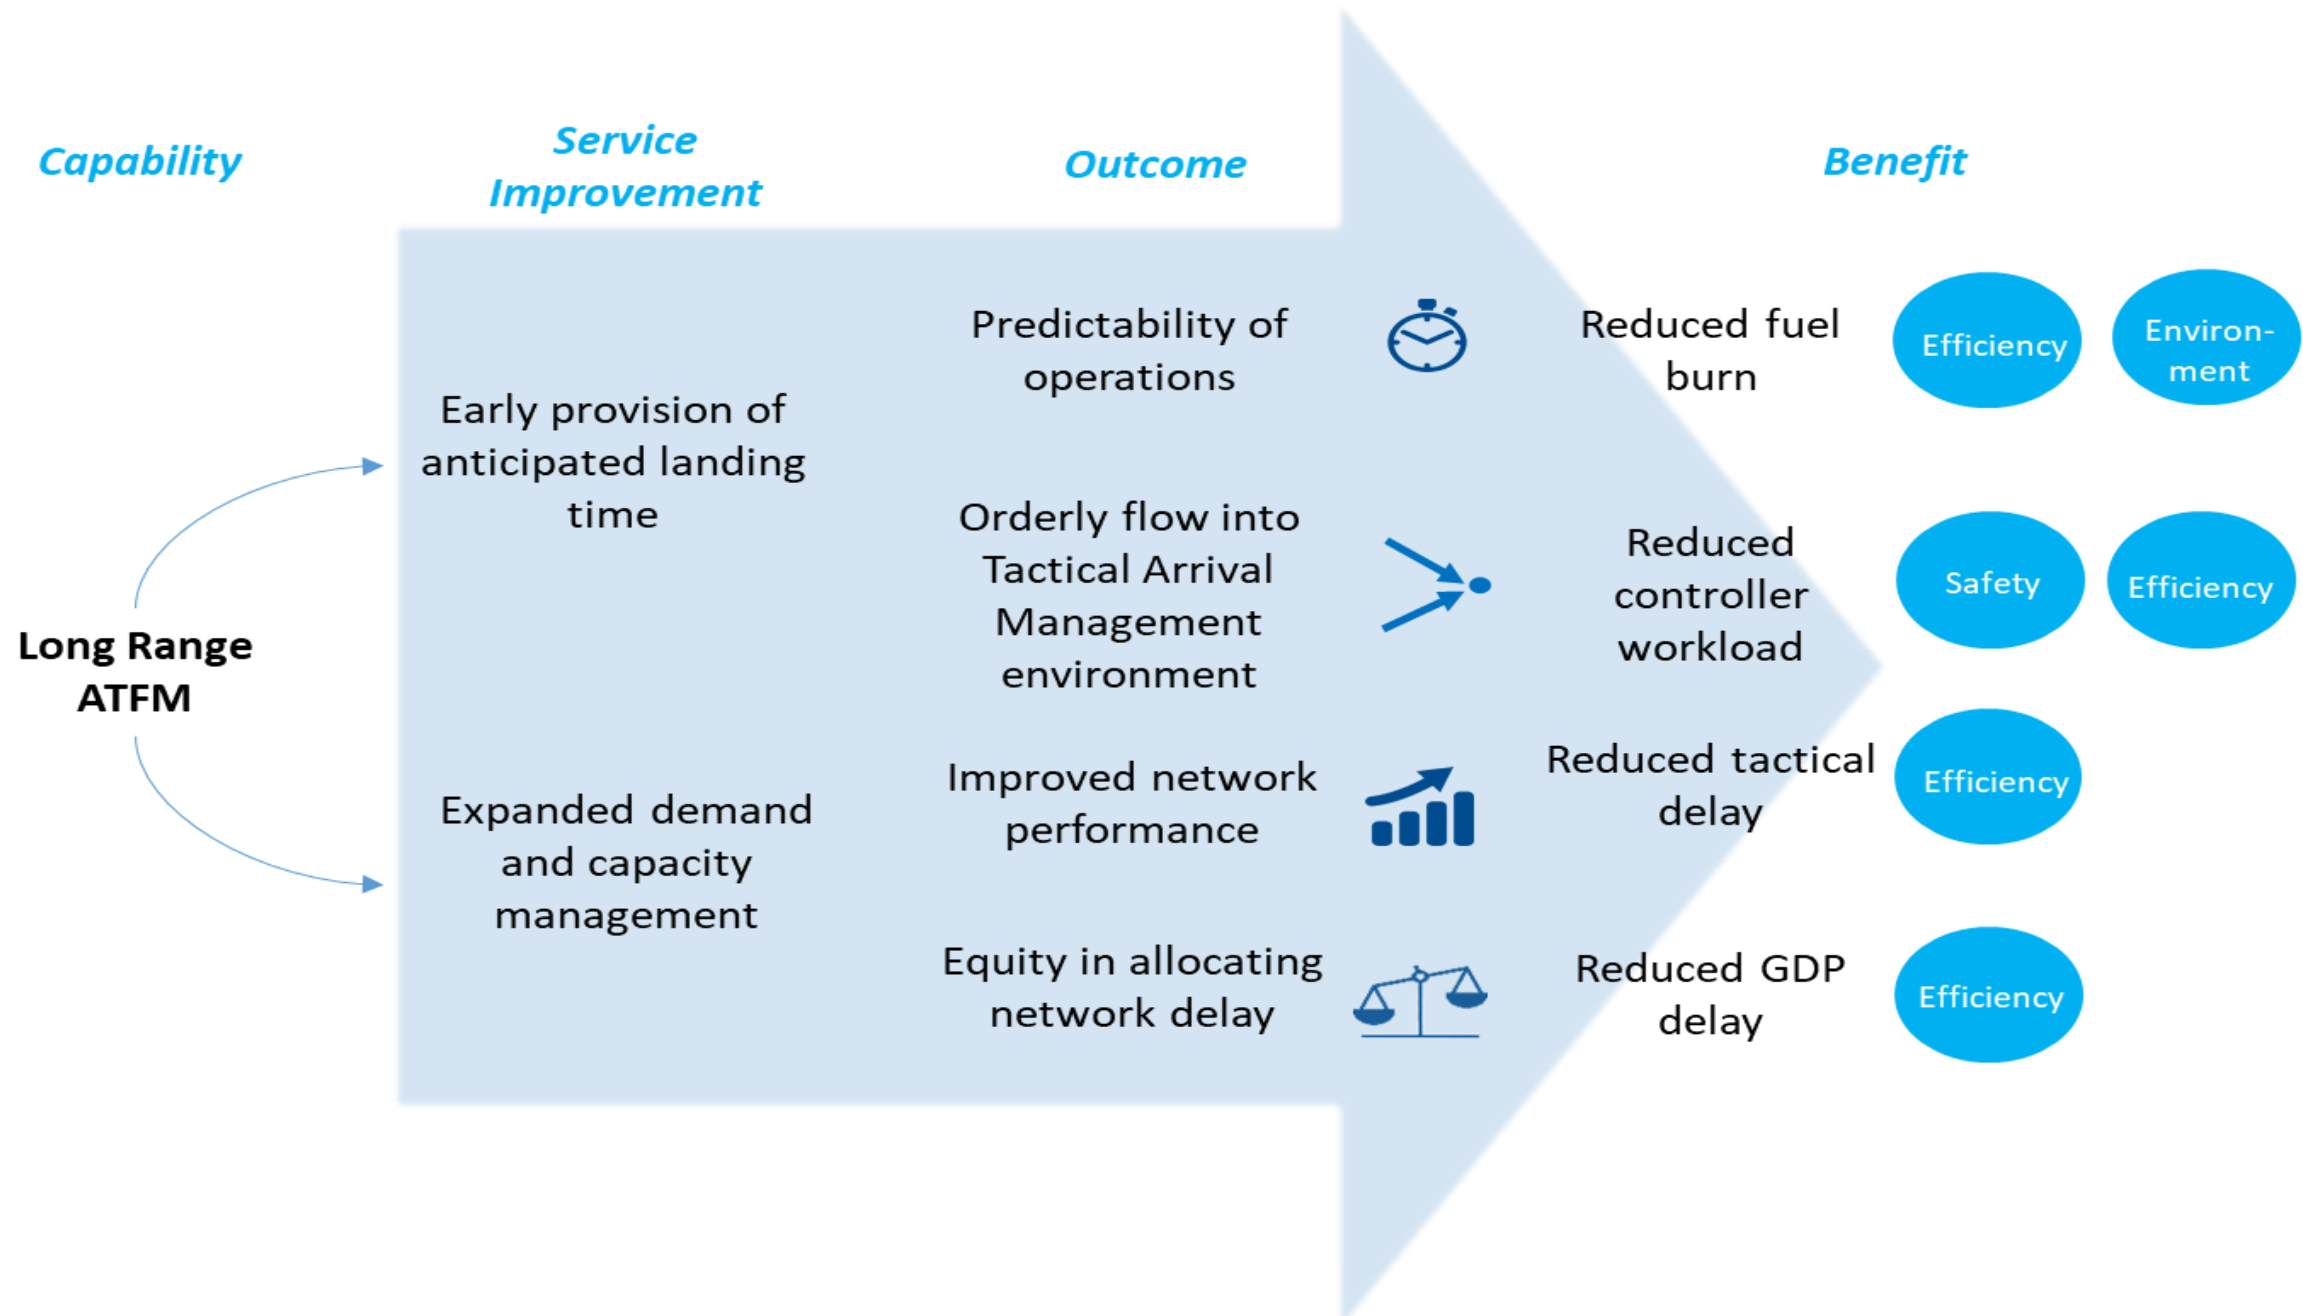 Capability
Service
Improvement
Outcome
Benefit
Long Range
ATFM
Early provision of
anticipated landing
time
Expanded demand
and capacity
management
Predictability of
operations
Orderly flow into
Tactical Arrival
Management
environment
Improved network
performance
Equity in allocating
network delay
Reduced fuel
burn
Efficiency
Environ-
ment
Reduced
controller
workload
Safety
Efficiency
Reduced tactical
delay
Efficiency
Reduced GDP
delay
Efficiency